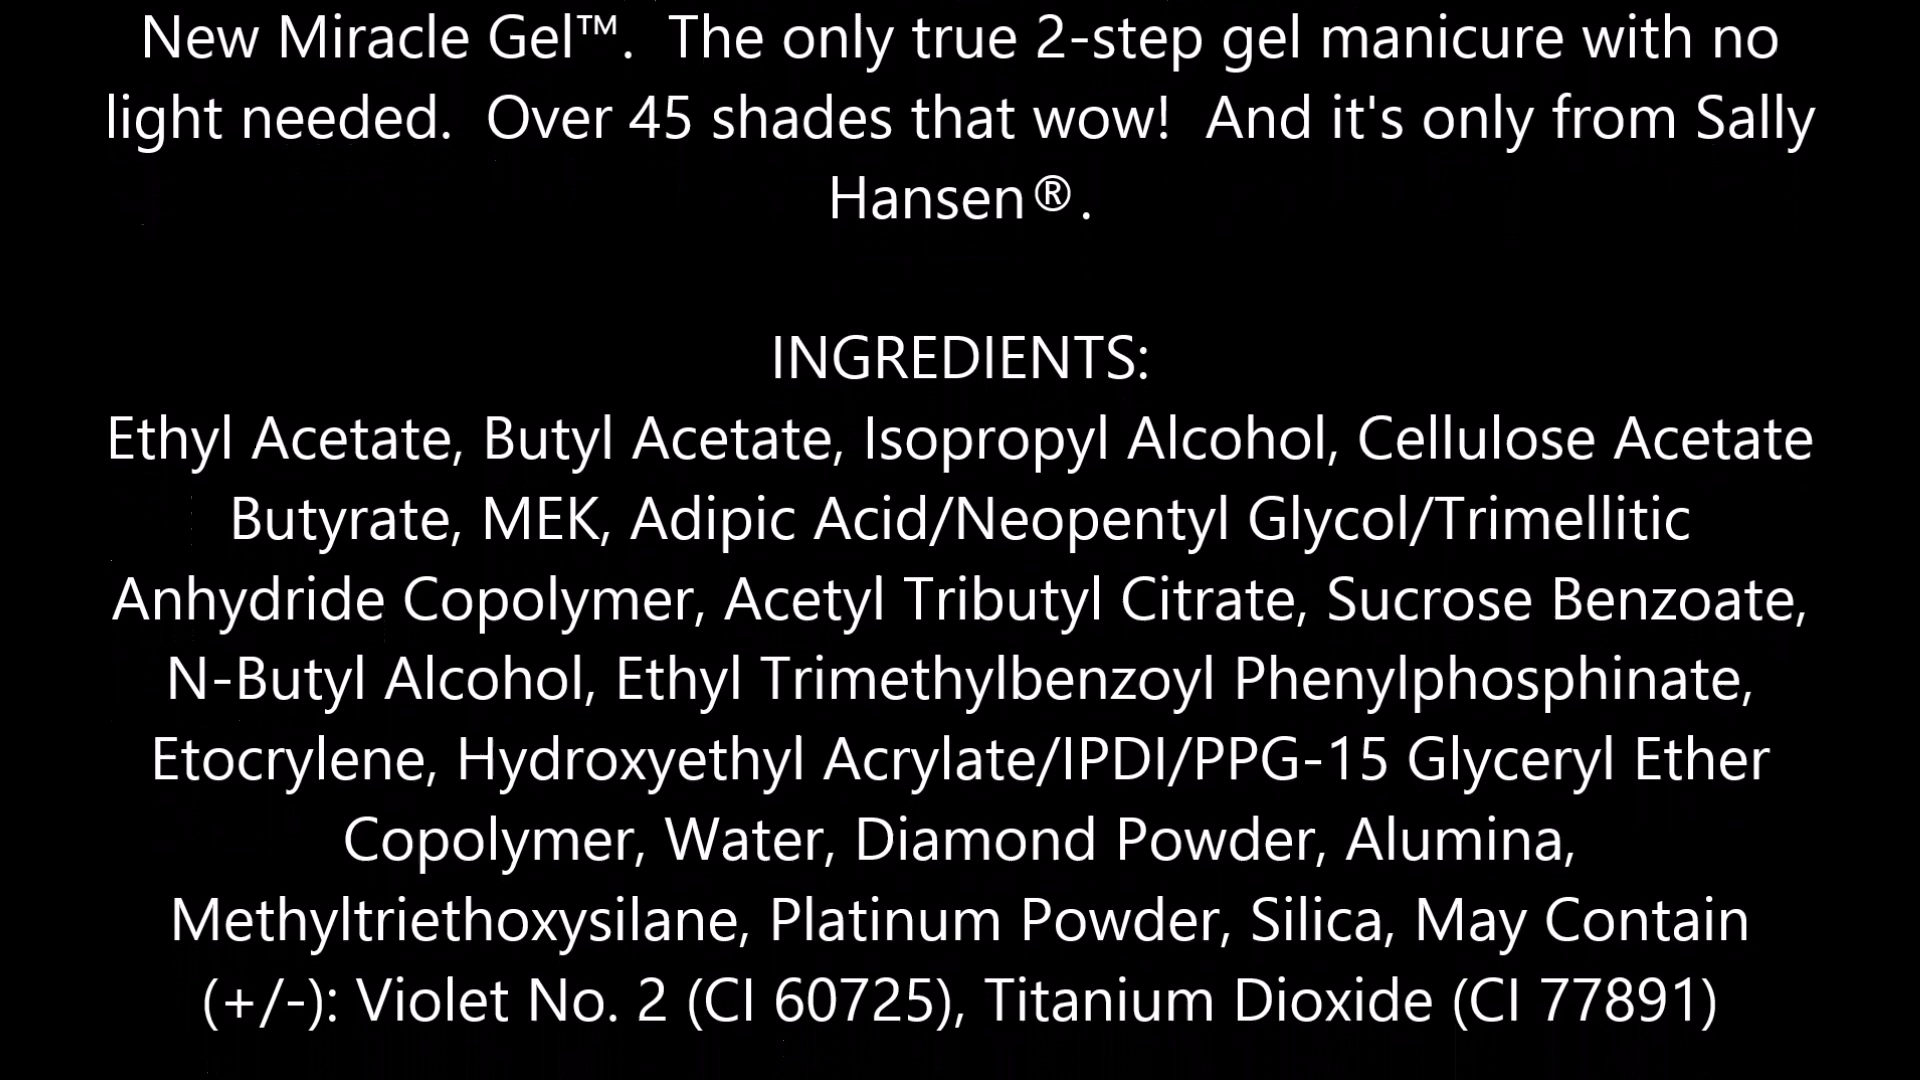 New Miracle Gel™.  The only true 2-step gel manicure with no
light needed.  Over 45 shades that wow!  And it's only from Sally
Hansen®.
INGREDIENTS:
Ethyl Acetate, Butyl Acetate, Isopropyl Alcohol, Cellulose Acetate
Butyrate, MEK, Adipic Acid/Neopentyl Glycol/Trimellitic
Anhydride Copolymer, Acetyl Tributyl Citrate, Sucrose Benzoate,
N-Butyl Alcohol, Ethyl Trimethylbenzoyl Phenylphosphinate,
Etocrylene, Hydroxyethyl Acrylate/IPDI/PPG-15 Glyceryl Ether
Copolymer, Water, Diamond Powder, Alumina,
Methyltriethoxysilane, Platinum Powder, Silica, May Contain
(+/-): Violet No. 2 (CI 60725), Titanium Dioxide (CI 77891)